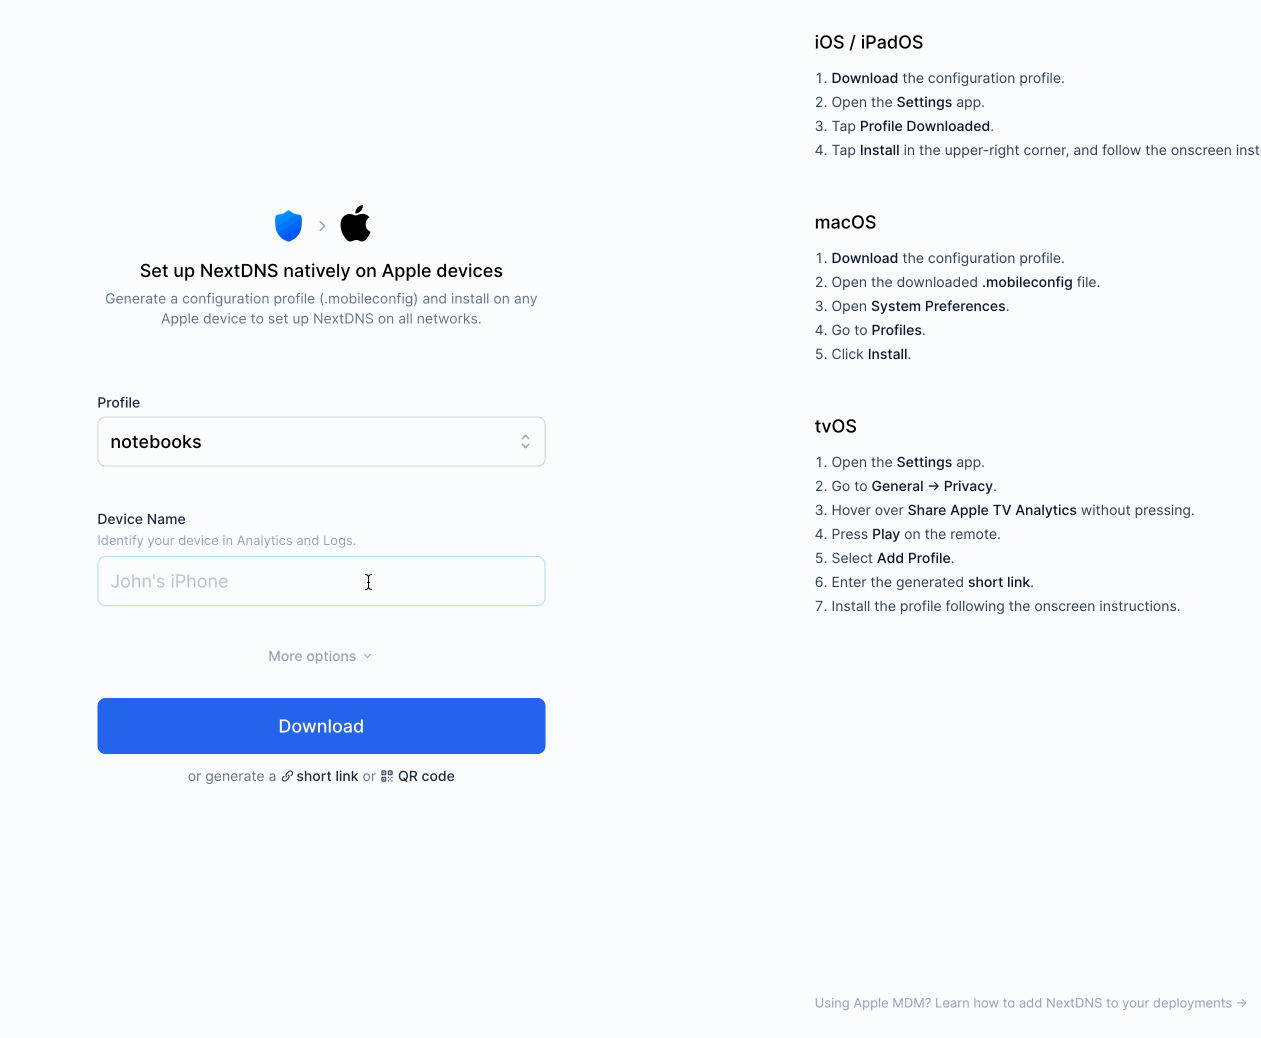 Set up NextDNS natively on Apple devices
Generate a configuration profile (.mobileconfig) and install on any
Apple device to set up NextDNS on all networks.
Profile
notebooks
Device Name
Identify your device in Analytics and Logs.
John's iPhone
More options
Download
or generate a short link or QR code
iOS / iPadOS
1. Download the configuration profile.
2. Open the Settings app.
3. Tap Profile Downloaded.
4. Tap Install in the upper-right corner, and follow the onscreen inst
macOS
1. Download the configuration profile.
2. Open the downloaded .mobileconfig file.
3. Open System Preferences.
4. Go to Profiles.
5. Click Install.
tvOS
1. Open the Settings app.
2. Go to General → Privacy.
3. Hover over Share Apple TV Analytics without pressing.
4. Press Play on the remote.
5. Select Add Profile.
6. Enter the generated short link.
7. Install the profile following the onscreen instructions.
Using Apple MDM? Learn how to add NextDNS to your deployments →